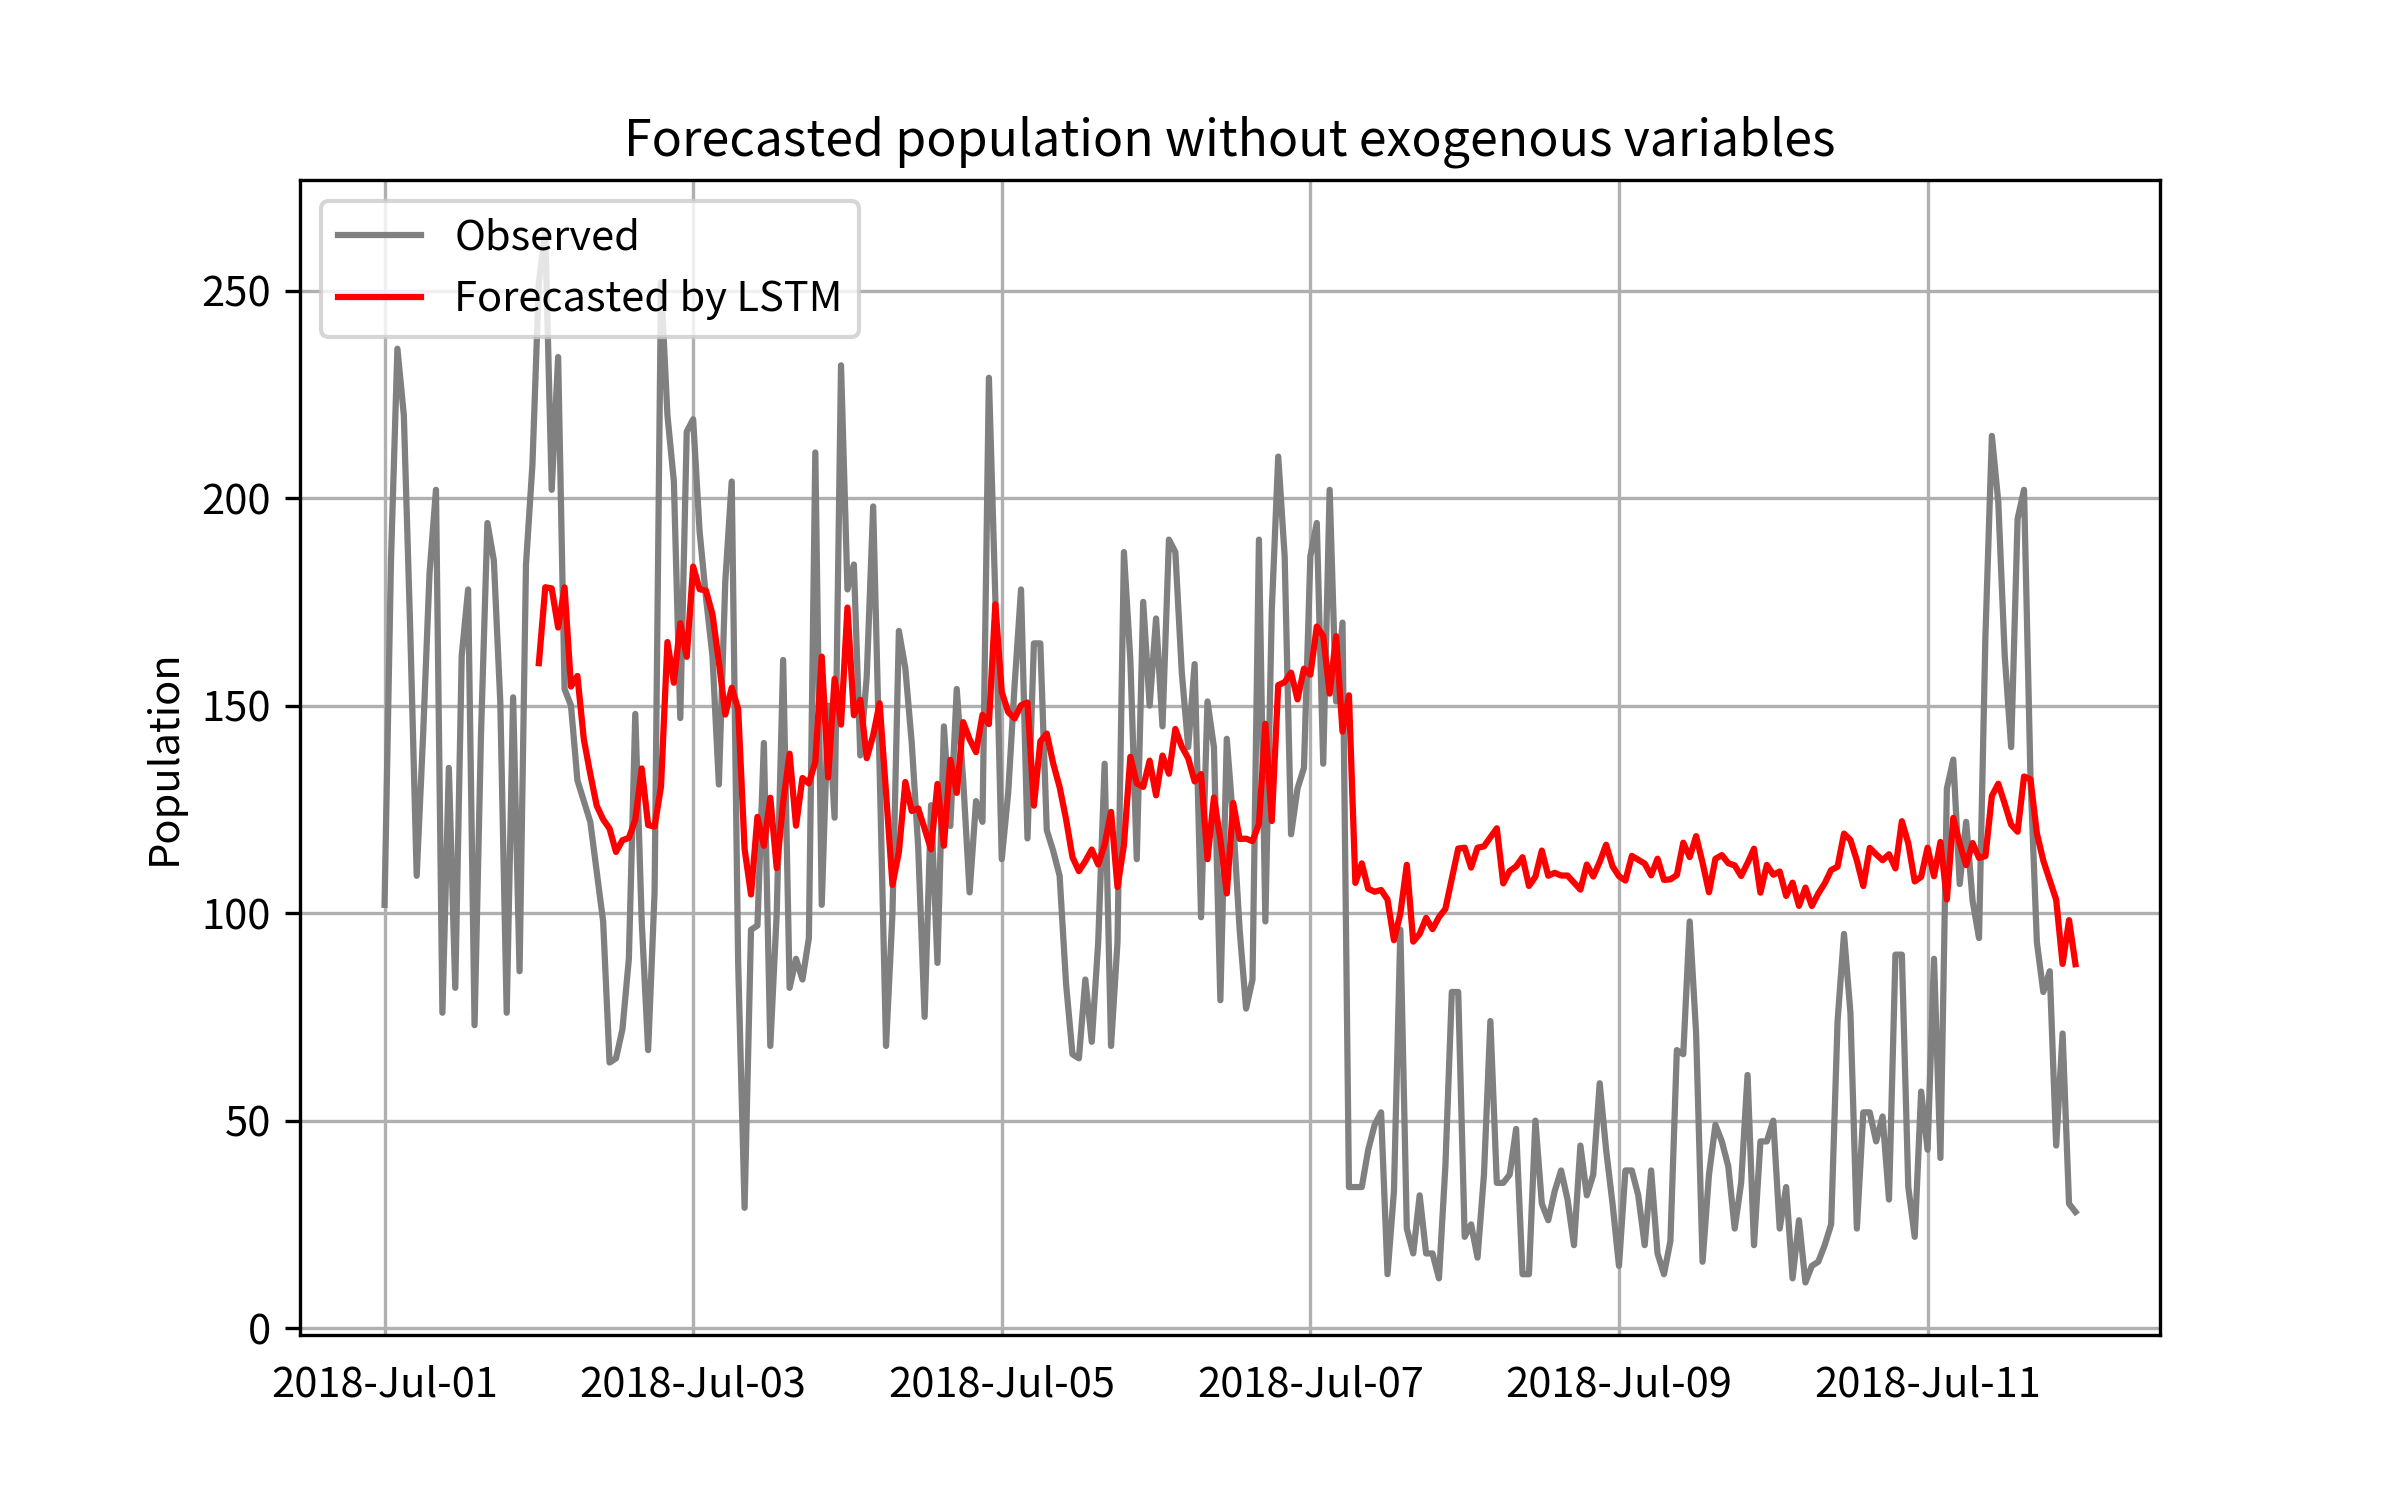 Forecasted population without exogenous variables
Observed
Forecasted by LSTM
Population
250
200
150
100
50
0
2018-Jul-01 2018-Jul-03 2018-Jul-05 2018-Jul-07 2018-Jul-09 2018-Jul-11